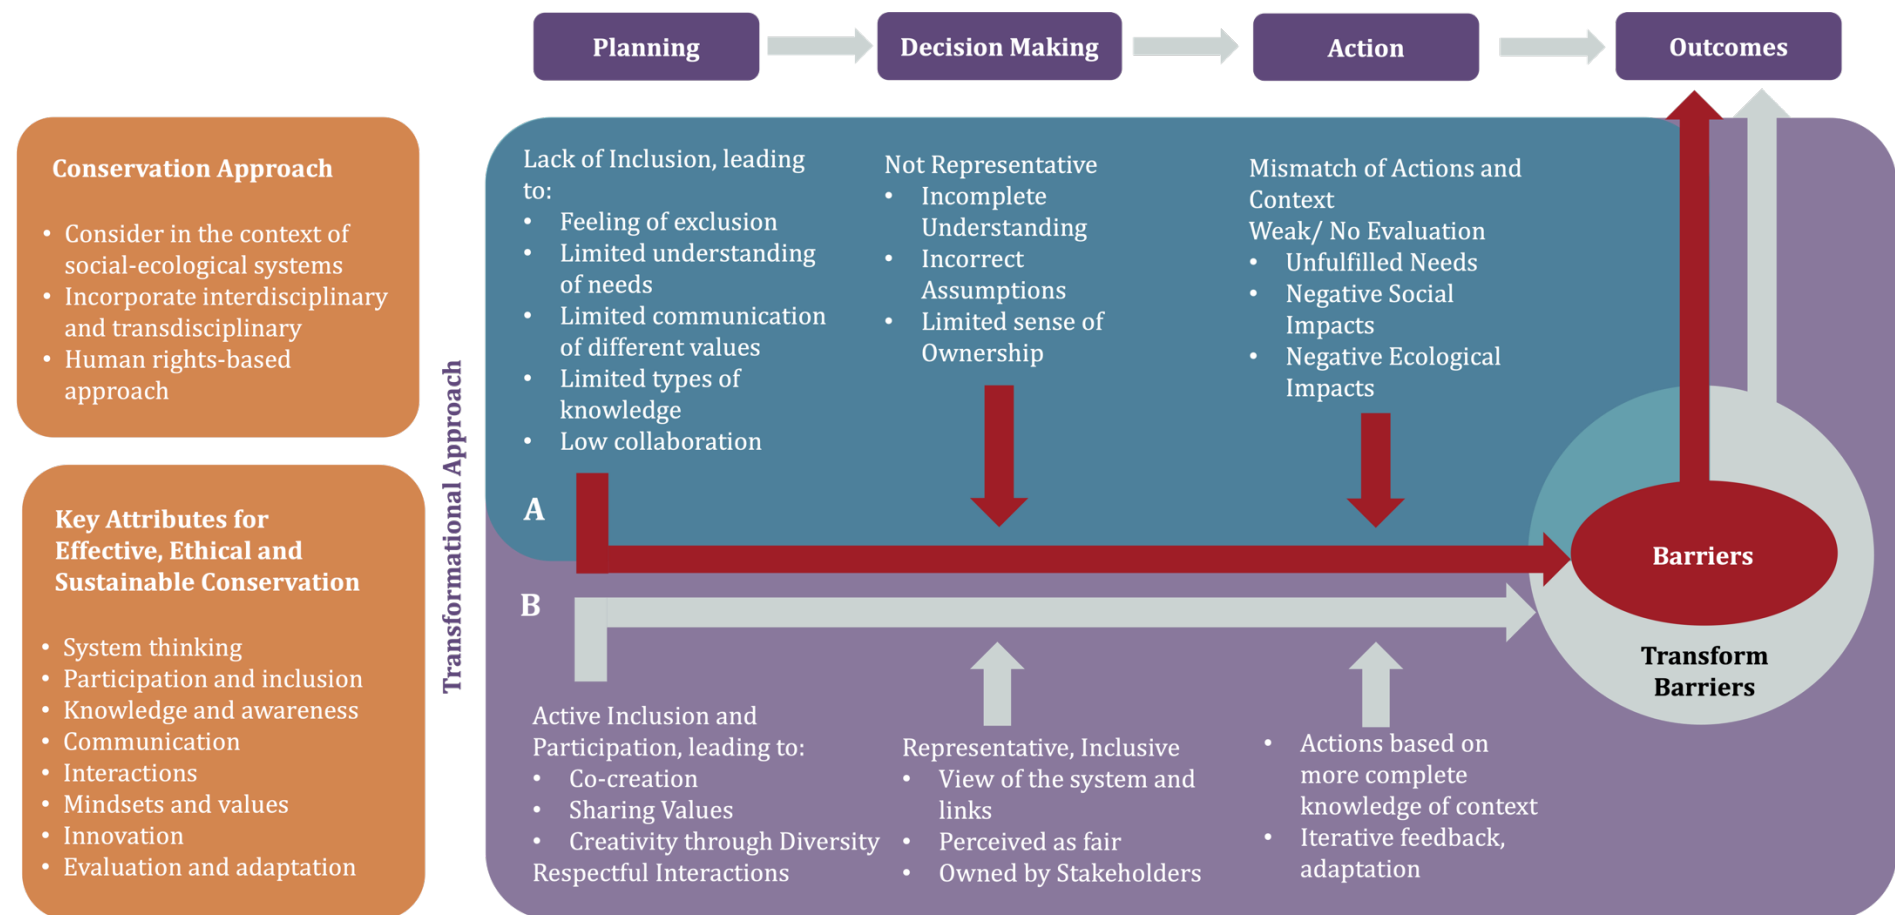 Planning
Decision Making
Action
Outcomes
Conservation Approach
• Consider in the context of
social-ecological systems
• Incorporate interdisciplinary
and transdisciplinary
• Human rights-based
approach
Key Attributes for
Effective, Ethical and
Sustainable Conservation
• System thinking
• Participation and inclusion
• Knowledge and awareness
• Communication
• Interactions
• Mindsets and values
• Innovation
• Evaluation and adaptation
Transformational Approach
Lack of Inclusion, leading
to:
• Feeling of exclusion
• Limited understanding
of needs
• Limited communication
of different values
• Limited types of
knowledge
• Low collaboration
Not Representative
• Incomplete
Understanding
• Incorrect
Assumptions
• Limited sense of
Ownership
Mismatch of Actions and
Context
Weak/ No Evaluation
• Unfulfilled Needs
• Negative Social
Impacts
• Negative Ecological
Impacts
A
Barriers
B
Transform
Barriers
Active Inclusion and
Participation, leading to:
• Co-creation
• Sharing Values
• Creativity through Diversity
Respectful Interactions
Representative, Inclusive
• View of the system and
links
• Perceived as fair
• Owned by Stakeholders
• Actions based on
more complete
knowledge of context
• Iterative feedback,
adaptation